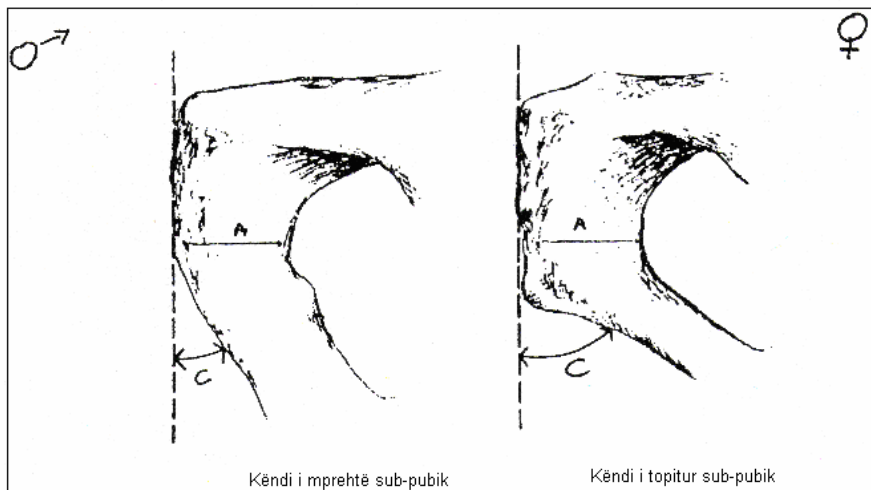 ♂ ♀
A A
C C
Këndi i mprehtë sub-pubik Këndi i topitur sub-pubik